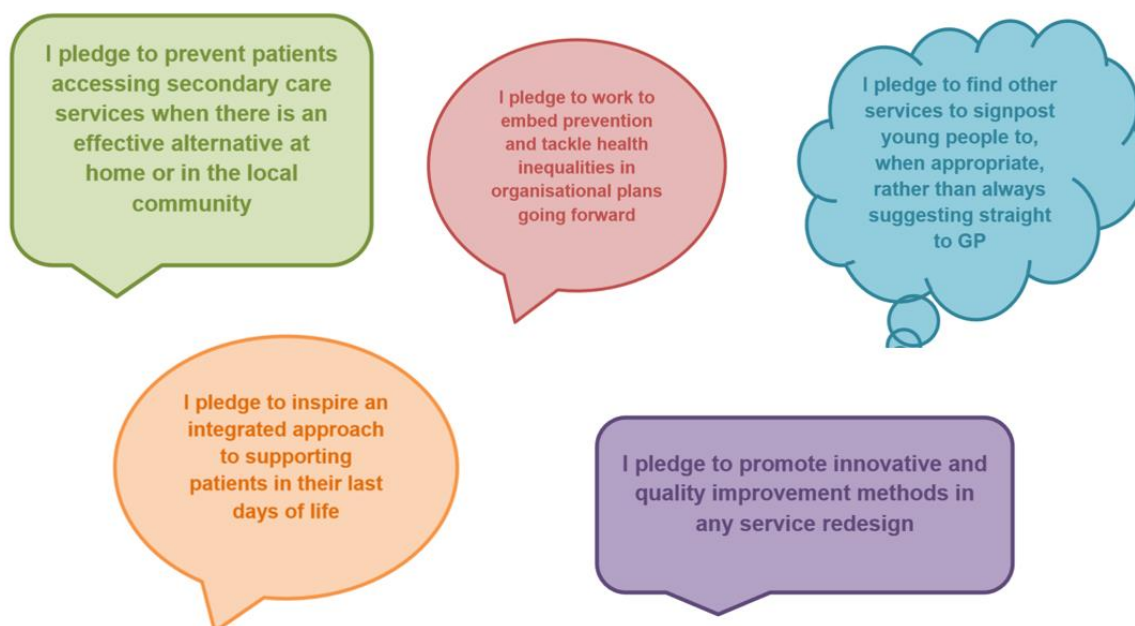 I pledge to prevent patients
accessing secondary care
services when there is an
effective alternative at
home or in the local
community
I pledge to work to
embed prevention
and tackle health
inequalities in
organisational plans
going forward
I pledge to find other
services to signpost
young people to,
when appropriate,
rather than always
suggesting straight
to GP
I pledge to inspire an
integrated approach
to supporting
patients in their last
days of life
I pledge to promote innovative and
quality improvement methods in
any service redesign